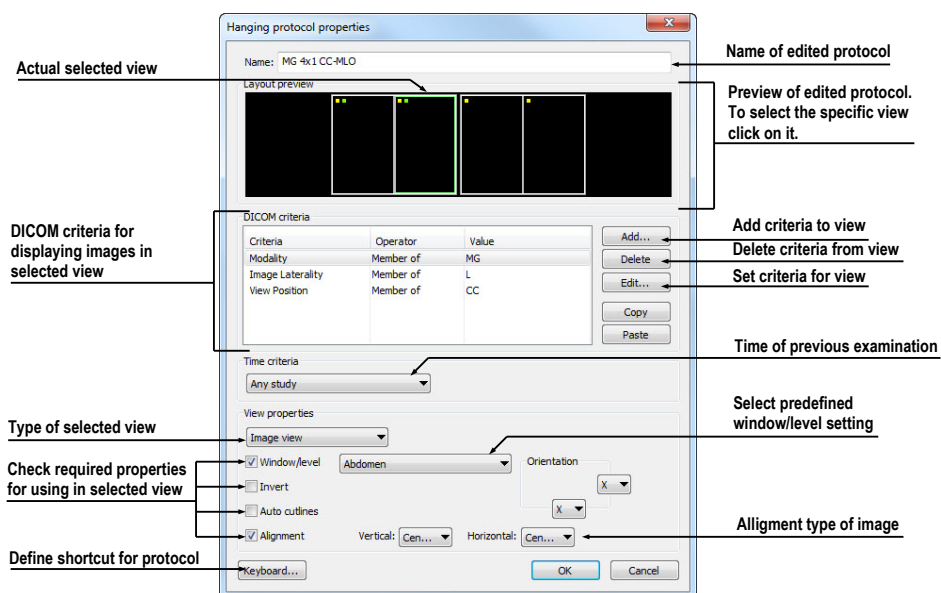 Hanging protocol properties
Name of edited protocol
Name: MG 4x1 CC-MLO
Actual selected view
Layout preview
Preview of edited protocol.
To select the specific view
click on it.
DICOM criteria for
displaying images in
selected view
DICOM criteria
Criteria Operator Value
Modality Member of MG
Image Laterality Member of L
View Position Member of CC
Add...
Delete
Edit...
Copy
Paste
Add criteria to view
Delete criteria from view
Set criteria for view
Time of previous examination
Time criteria
Any study
Select predefined
window/level setting
View properties
Type of selected view
Image view
Check required properties
for using in selected view
Window/level Abdomen Orientation
Invert X
Auto cutlines X
Alignment Vertical: Cen... Horizontal: Cen...
Alligment type of image
Define shortcut for protocol
Keyboard... OK Cancel